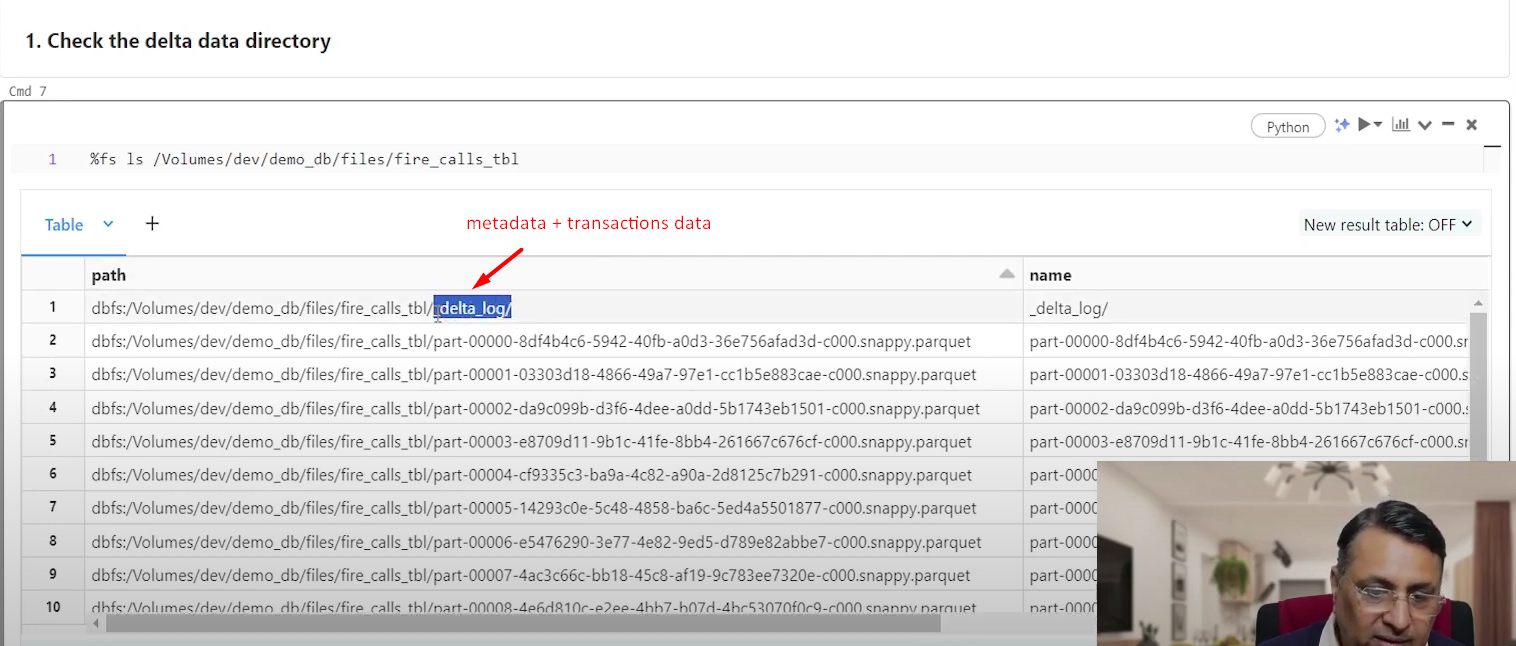 1. Check the delta data directory
Cmd 7
Python
1 %fs ls /Volumes/dev/demo_db/files/fire_calls_tbl
Table
metadata + transactions data
New result table: OFF
path name
1 dbfs:/Volumes/dev/demo_db/files/fire_calls_tbl/_delta_log/ _delta_log/
2 dbfs:/Volumes/dev/demo_db/files/fire_calls_tbl/part-00000-8df4b4c6-5942-40fb-a0d3-36e756afad3d-c000.snappy.parquet part-00000-8df4b4c6-5942-40fb-a0d3-36e756afad3d-c000.sr
3 dbfs:/Volumes/dev/demo_db/files/fire_calls_tbl/part-00001-03303d18-4866-49a7-97e1-cc1b5e883cae-c000.snappy.parquet part-00001-03303d18-4866-49a7-97e1-cc1b5e883cae-c000.s
4 dbfs:/Volumes/dev/demo_db/files/fire_calls_tbl/part-00002-da9c099b-d3f6-4dee-a0dd-5b1743eb1501-c000.snappy.parquet part-00002-da9c099b-d3f6-4dee-a0dd-5b1743eb1501-c000.
5 dbfs:/Volumes/dev/demo_db/files/fire_calls_tbl/part-00003-e8709d11-9b1c-41fe-8bb4-261667c676cf-c000.snappy.parquet part-00003-e8709d11-9b1c-41fe-8bb4-261667c676cf-c000.sr
6 dbfs:/Volumes/dev/demo_db/files/fire_calls_tbl/part-00004-cf9335c3-ba9a-4c82-a90a-2d8125c7b291-c000.snappy.parquet part-000
7 dbfs:/Volumes/dev/demo_db/files/fire_calls_tbl/part-00005-14293c0e-5c48-4858-ba6c-5ed4a5501877-c000.snappy.parquet part-000
8 dbfs:/Volumes/dev/demo_db/files/fire_calls_tbl/part-00006-e5476290-3e77-4e82-9ed5-d789e82abbe7-c000.snappy.parquet part-000
9 dbfs:/Volumes/dev/demo_db/files/fire_calls_tbl/part-00007-4ac3c66c-bb18-45c8-af19-9c783ee7320e-c000.snappy.parquet part-000
10 dbfs:/Volumes/dev/demo_db/files/fire_calls_tbl/part-00008-4e6d810c-e2ee-4bb7-b07d-4bc53070f0c9-c000.snappy.parquet part-000